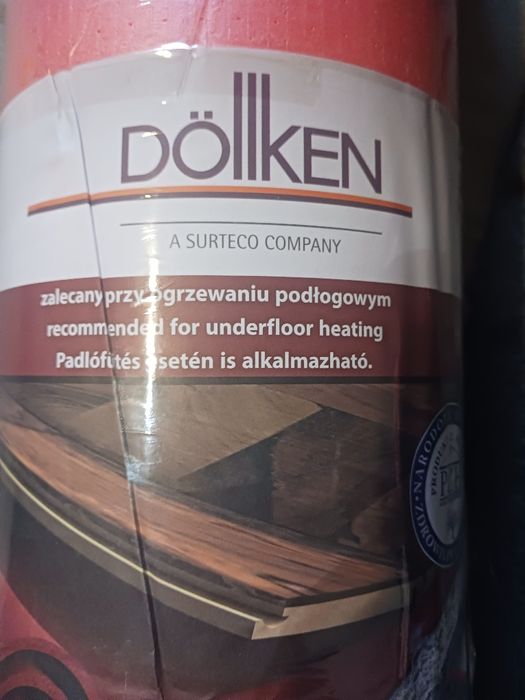 DÖLLKEN
A SURTECO COMPANY
zalecany przy ogrzewaniu podłogowym
recommended for underfloor heating
Padlófűtés esetén is alkalmazható.